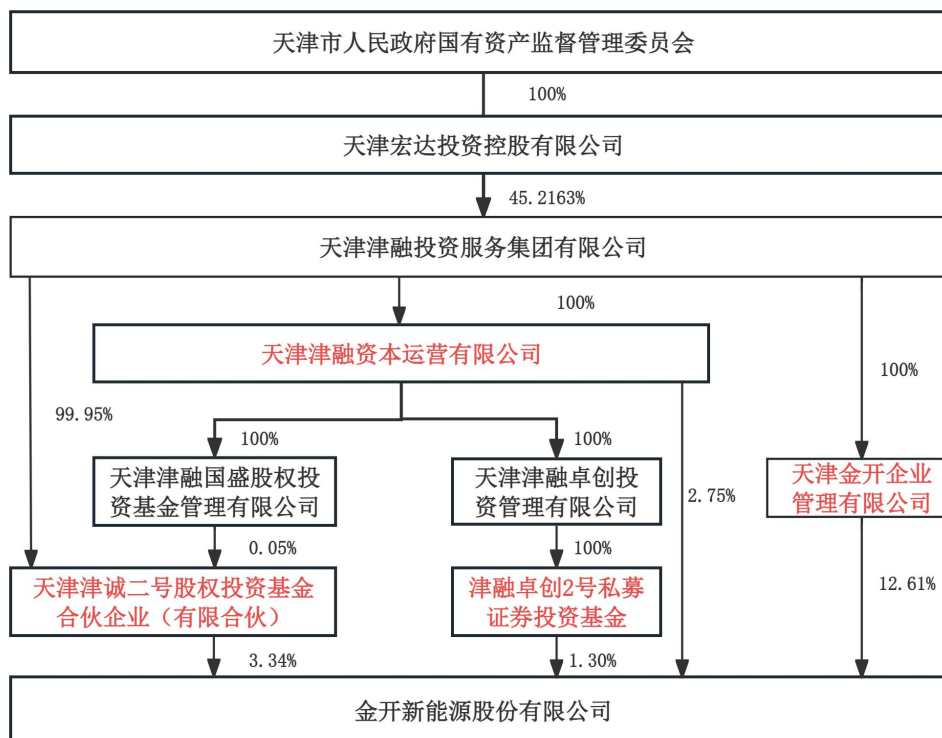 天津市人民政府国有资产监督管理委员会
100%
天津宏达投资控股有限公司
45.2163%
天津津融投资服务集团有限公司
100%
天津津融资本运营有限公司
100%
99.95%
100%
100%
天津津融国盛股权投
资基金管理有限公司
天津津融卓创投
资管理有限公司
2.75%
天津金开企业
管理有限公司
0.05%
100%
天津津诚二号股权投资基金
合伙企业（有限合伙）
津融卓创2号私募
证券投资基金
12.61%
3.34%
1.30%
金开新能源股份有限公司